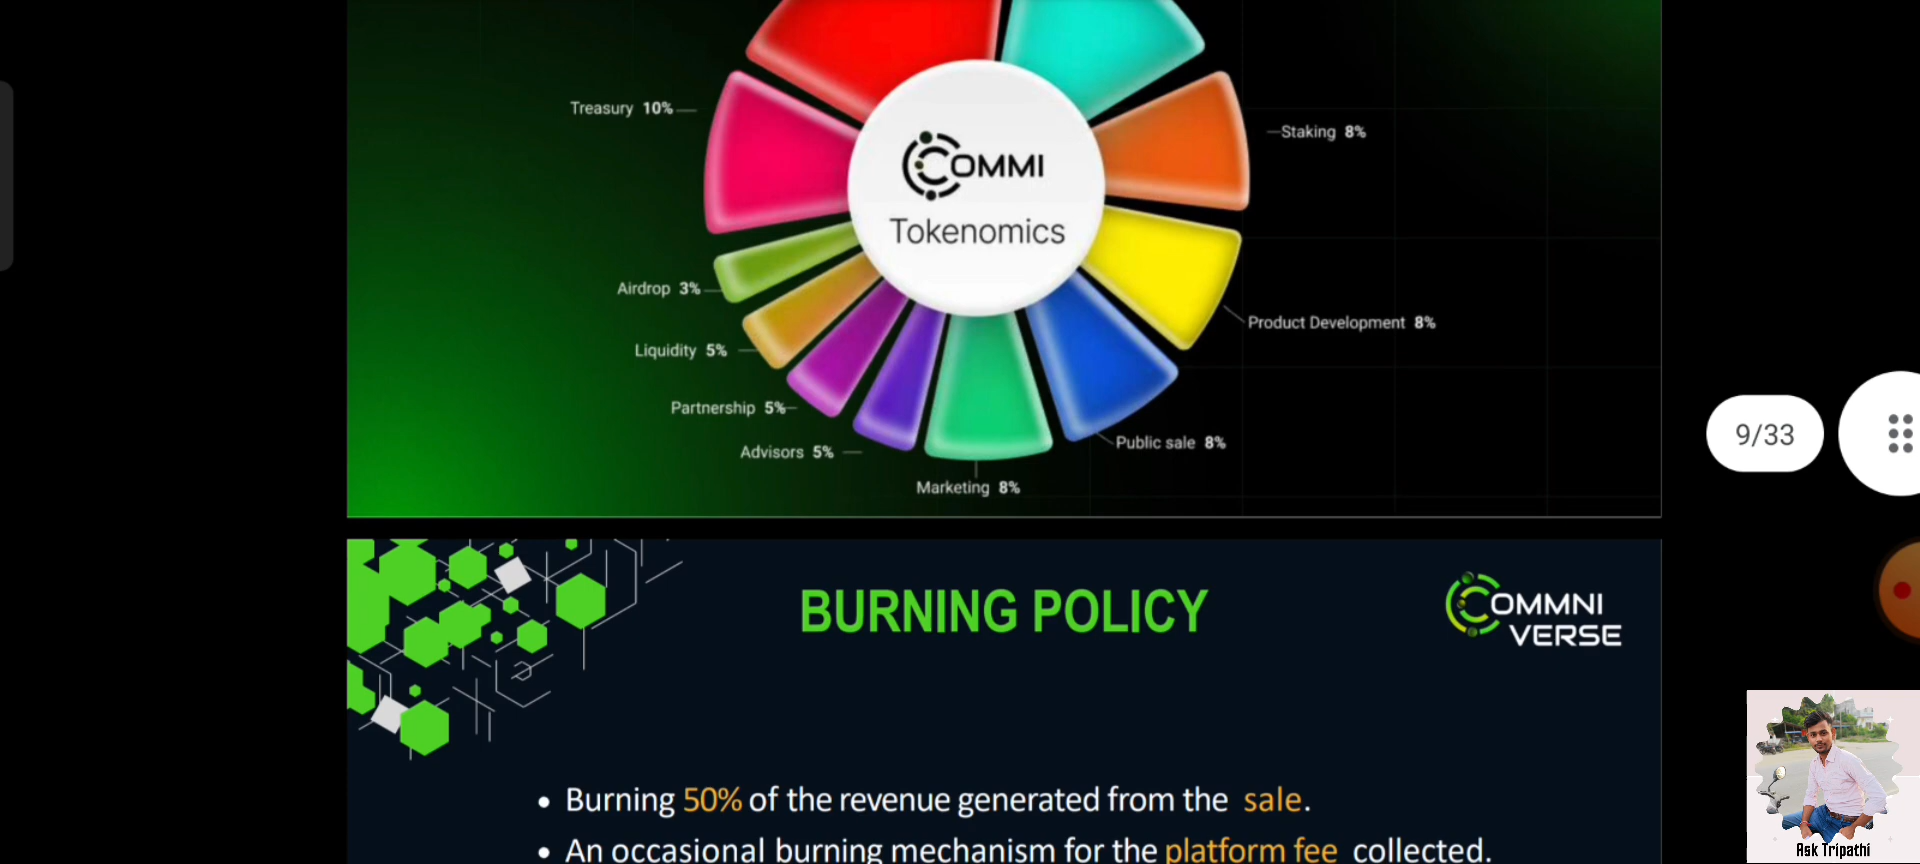 Treasury 10%
Staking 8%
COMMI
Tokenomics
Airdrop 3%
Product Development 8%
Liquidity 5%
Partnership 5%
Public sale 8%
Advisors 5%
Marketing 8%
9/33
BURNING POLICY
COMMNI
VERSE
• Burning 50% of the revenue generated from the sale.
• An occasional burning mechanism for the platform fee collected.
Ask Tripathi